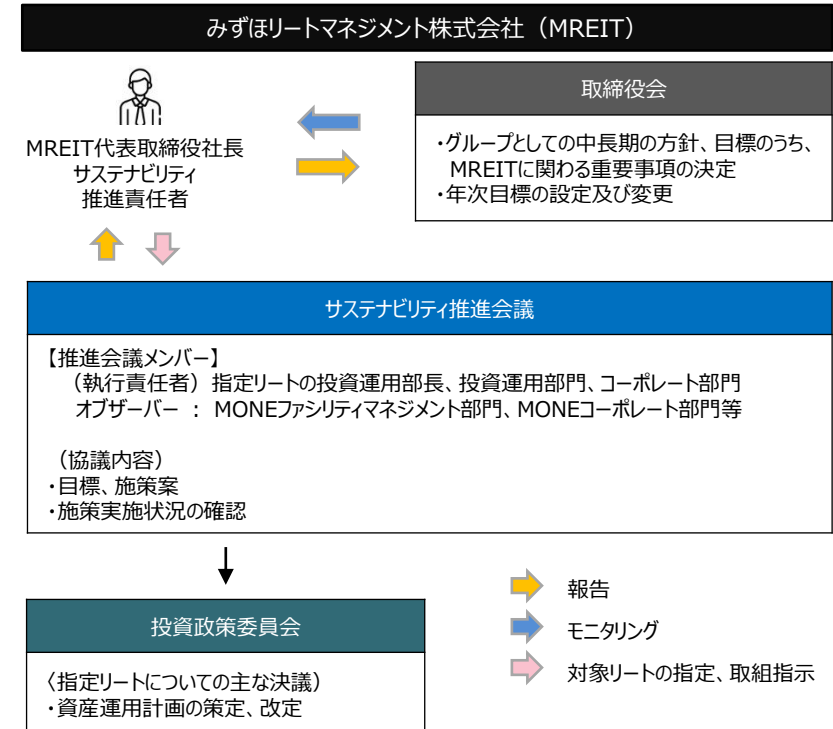 みずほリートマネジメント株式会社（MREIT）
MREIT代表取締役社長
サステナビリティ
推進責任者
取締役会
・グループとしての中長期の方針、目標のうち、
MREITに関わる重要事項の決定
・年次目標の設定及び変更
サステナビリティ推進会議
【推進会議メンバー】
（執行責任者）指定リートの投資運用部長、投資運用部門、コーポレート部門
オブザーバー ： MONEファシリティマネジメント部門、MONEコーポレート部門等
（協議内容）
・目標、施策案
・施策実施状況の確認
投資政策委員会
〈指定リートについての主な決議）
・資産運用計画の策定、改定
報告
モニタリング
対象リートの指定、取組指示